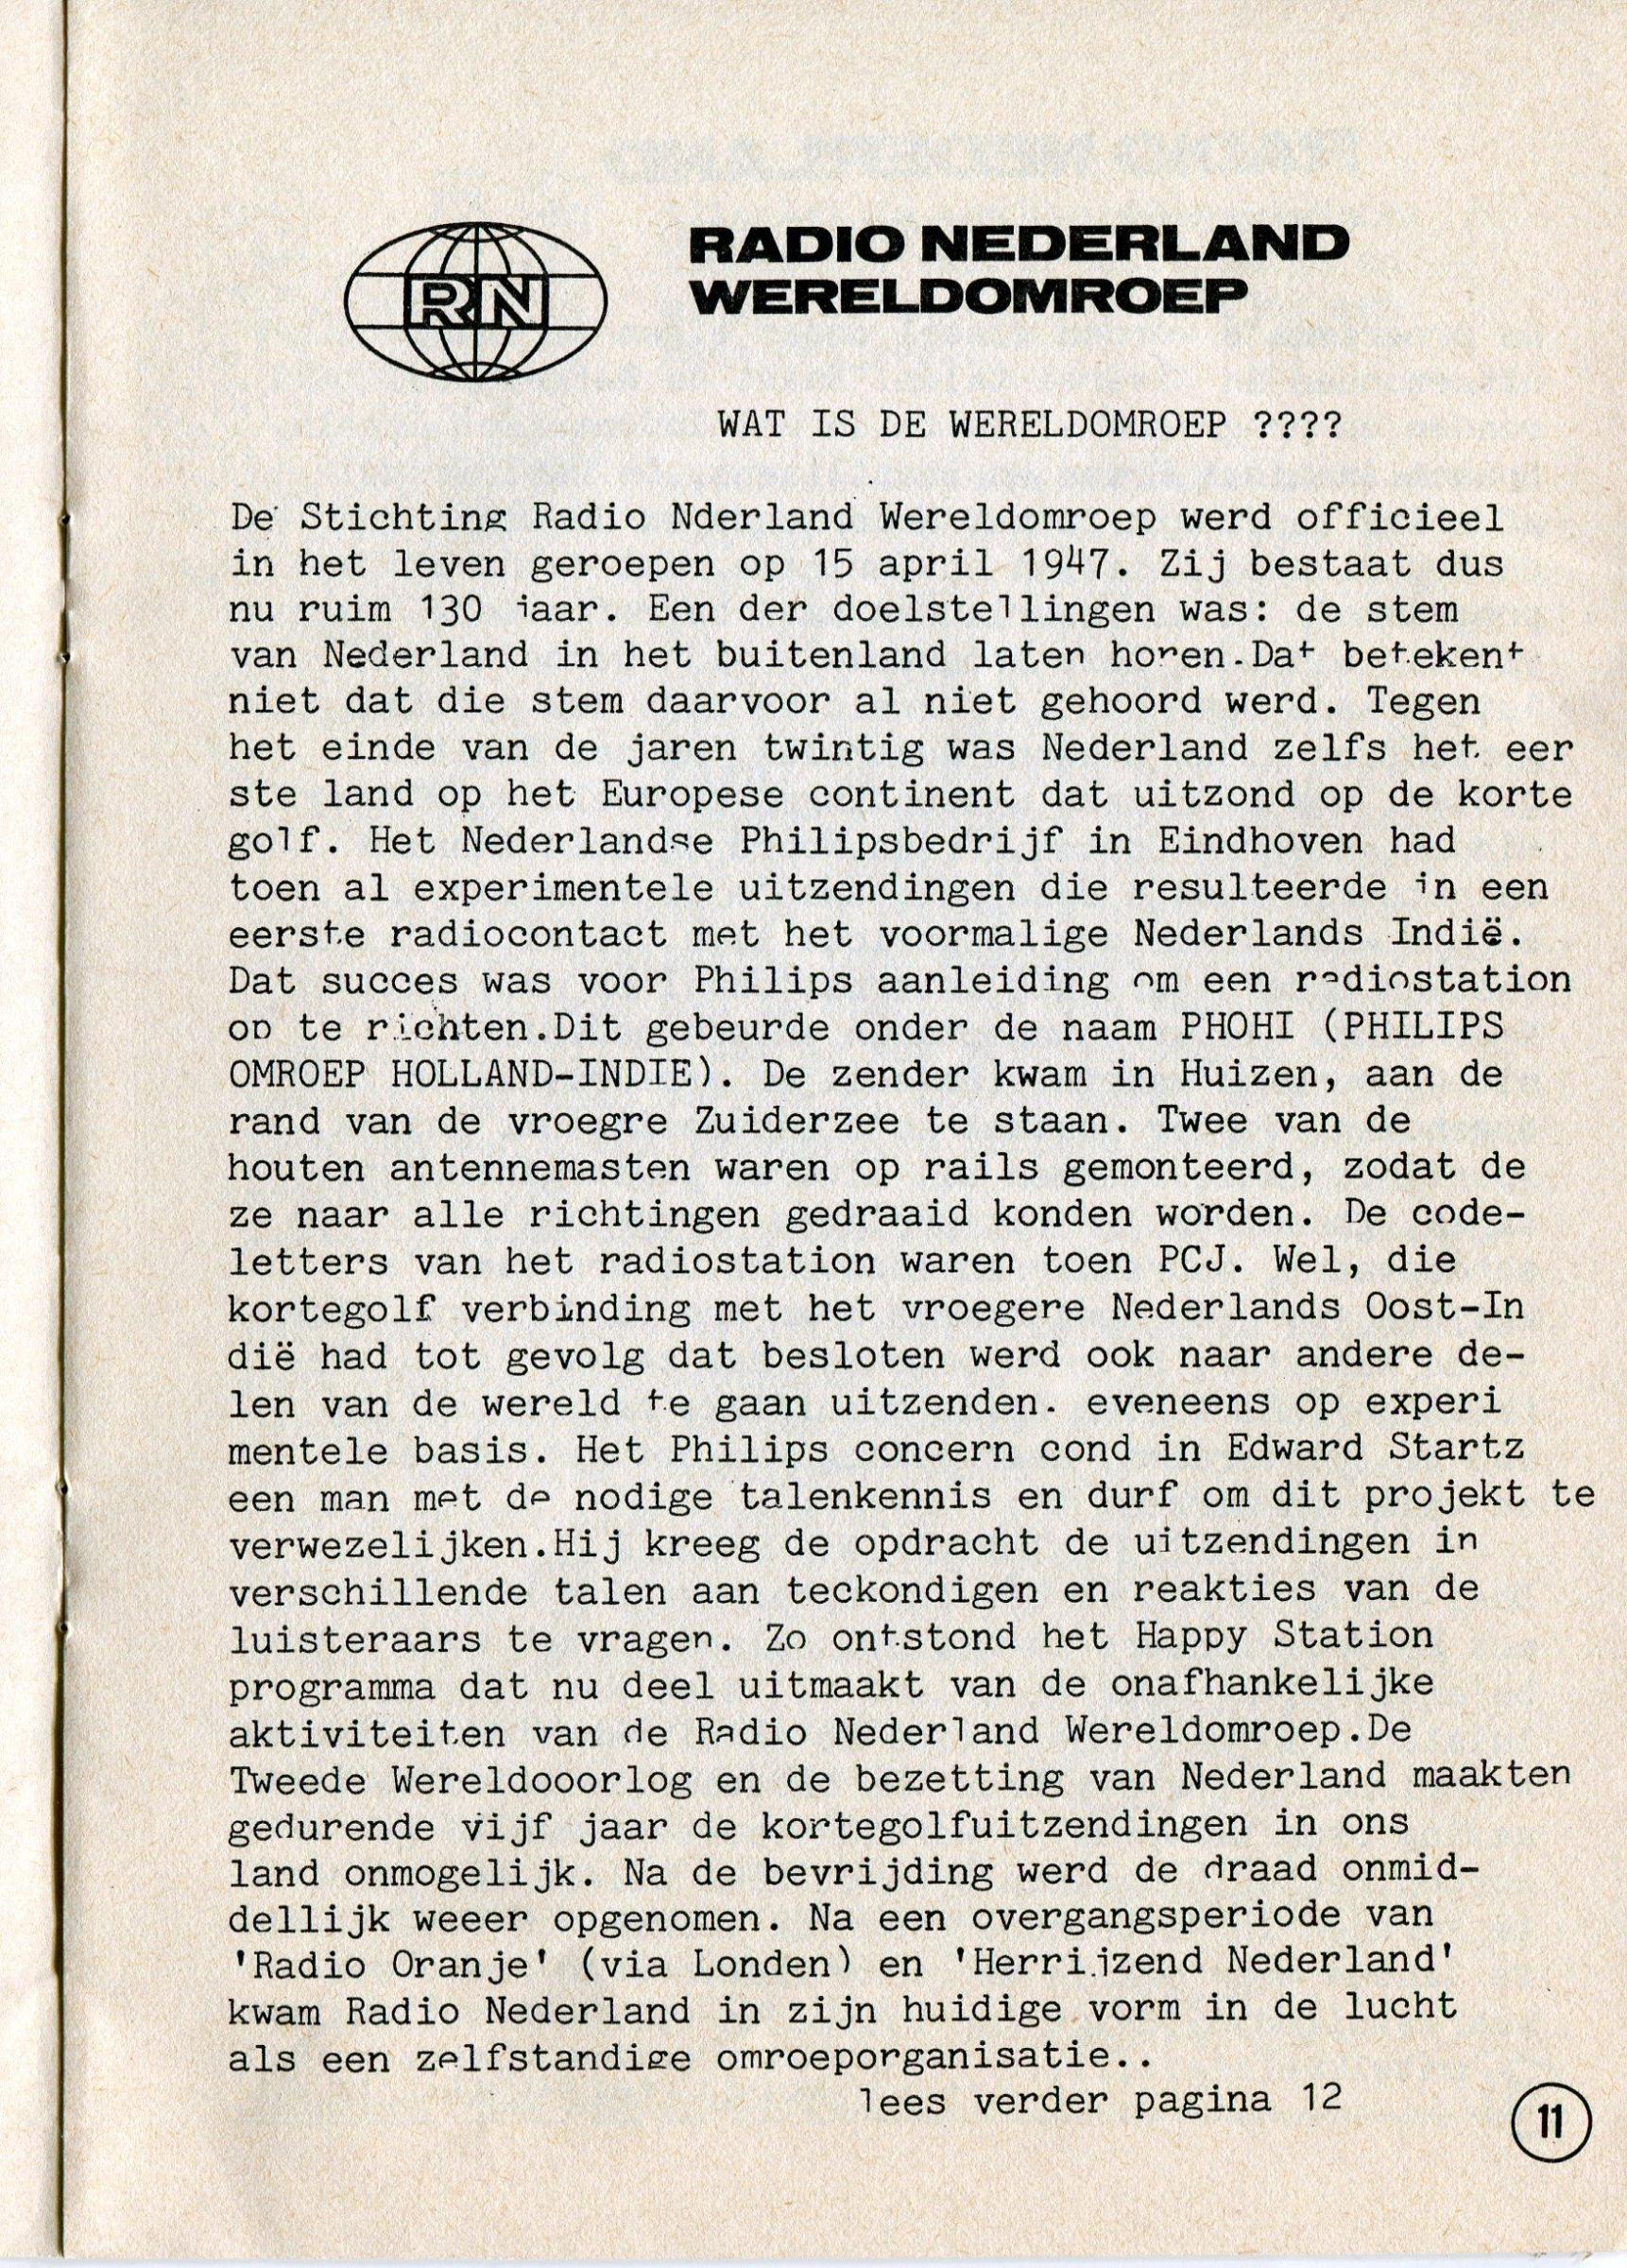 RN
RADIO NEDERLAND
WERELDOMROEP
WAT IS DE WERELDOMROEP ????
De Stichting Radio Nderland Wereldomroep werd officieel
in het leven geroepen op 15 april 1947. Zij bestaat dus
nu ruim 130 jaar. Een der doelstellingen was: de stem
van Nederland in het buitenland laten horen.Dat betekent
niet dat die stem daarvoor al niet gehoord werd. Tegen
het einde van de jaren twintig was Nederland zelfs het eer
ste land op het Europese continent dat uitzond op de korte
golf. Het Nederlandse Philipsbedrijf in Eindhoven had
toen al experimentele uitzendingen die resulteerde in een
eerste radiocontact met het voormalige Nederlands Indië.
Dat succes was voor Philips aanleiding om een radiostation
op te richten.Dit gebeurde onder de naam PHOHI (PHILIPS
OMROEP HOLLAND-INDIE). De zender kwam in Huizen, aan de
rand van de vroegre Zuiderzee te staan. Twee van de
houten antennemasten waren op rails gemonteerd, zodat de
ze naar alle richtingen gedraaid konden worden. De code-
letters van het radiostation waren toen PCJ. Wel, die
kortegolf verbinding met het vroegere Nederlands Oost-In
dië had tot gevolg dat besloten werd ook naar andere de-
len van de wereld te gaan uitzenden. eveneens op experi
mentele basis. Het Philips concern cond in Edward Startz
een man met de nodige talenkennis en durf om dit projekt te
verwezelijken.Hij kreeg de opdracht de uitzendingen in
verschillende talen aan teckondigen en reakties van de
luisteraars te vragen. Zo ontstond het Happy Station
programma dat nu deel uitmaakt van de onafhankelijke
aktiviteiten van de Radio Nederland Wereldomroep.De
Tweede Wereldooorlog en de bezetting van Nederland maakten
gedurende vijf jaar de kortegolfuitzendingen in ons
land onmogelijk. Na de bevrijding werd de draad onmid-
dellijk weeer opgenomen. Na een overgangsperiode van
'Radio Oranje' (via Londen) en 'Herrijzend Nederland'
kwam Radio Nederland in zijn huidige vorm in de lucht
als een zelfstandige omroeporganisatie..
lees verder pagina 12
11